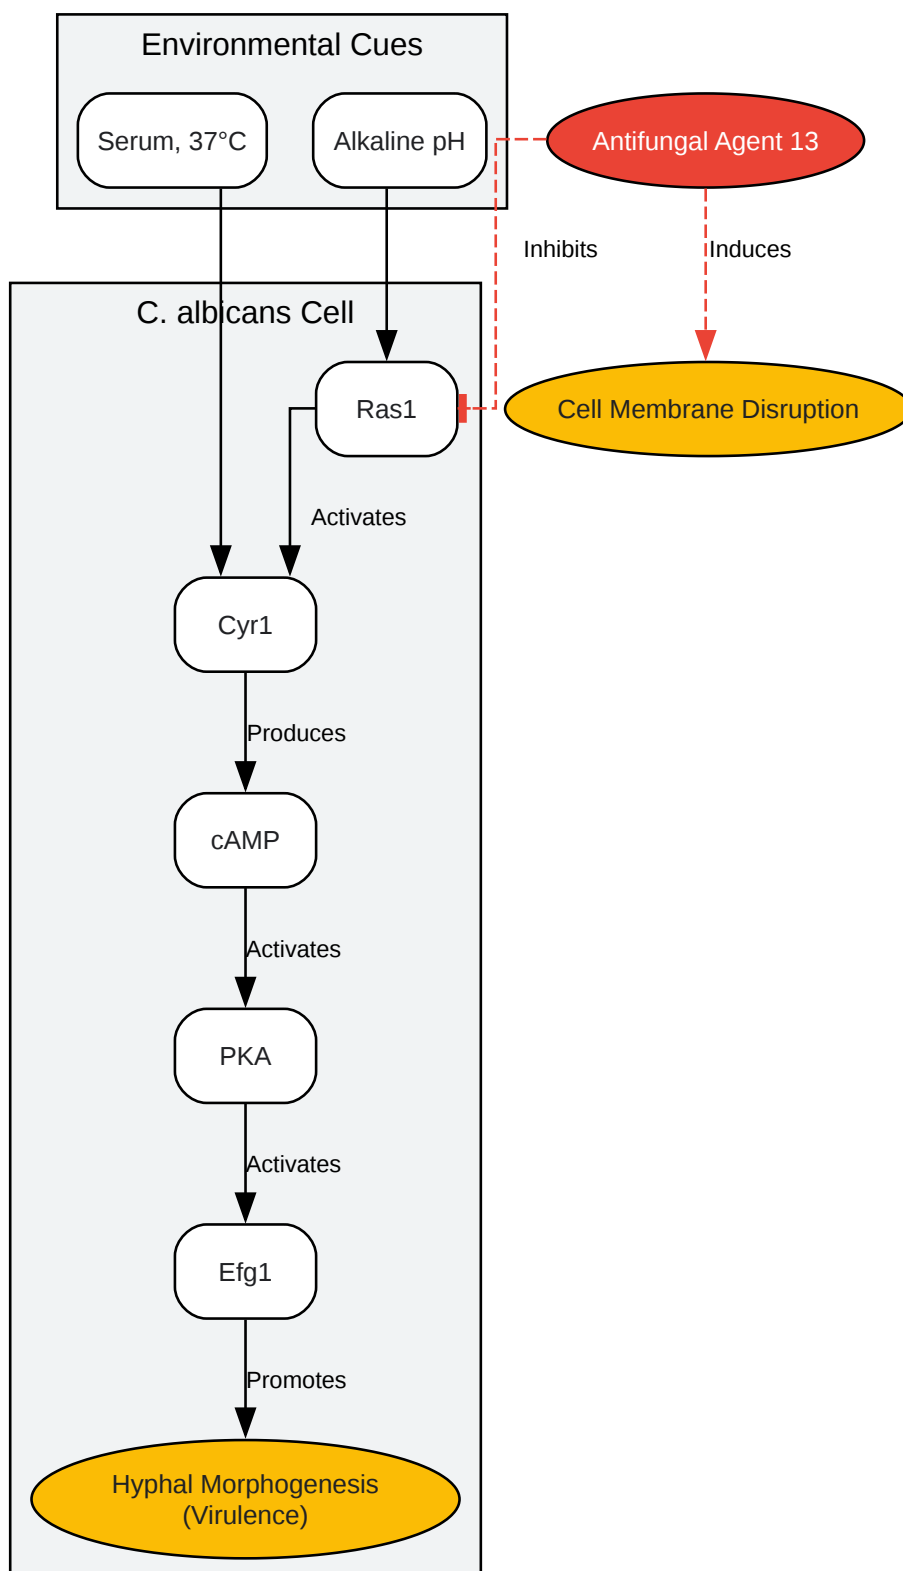 Environmental Cues
Serum, 37°C
Alkaline pH
Antifungal Agent 13
Inhibits
Induces
C. albicans Cell
Ras1
Cell Membrane Disruption
Activates
Cyr1
Produces
cAMP
Activates
PKA
Activates
Efg1
Promotes
Hyphal Morphogenesis
(Virulence)